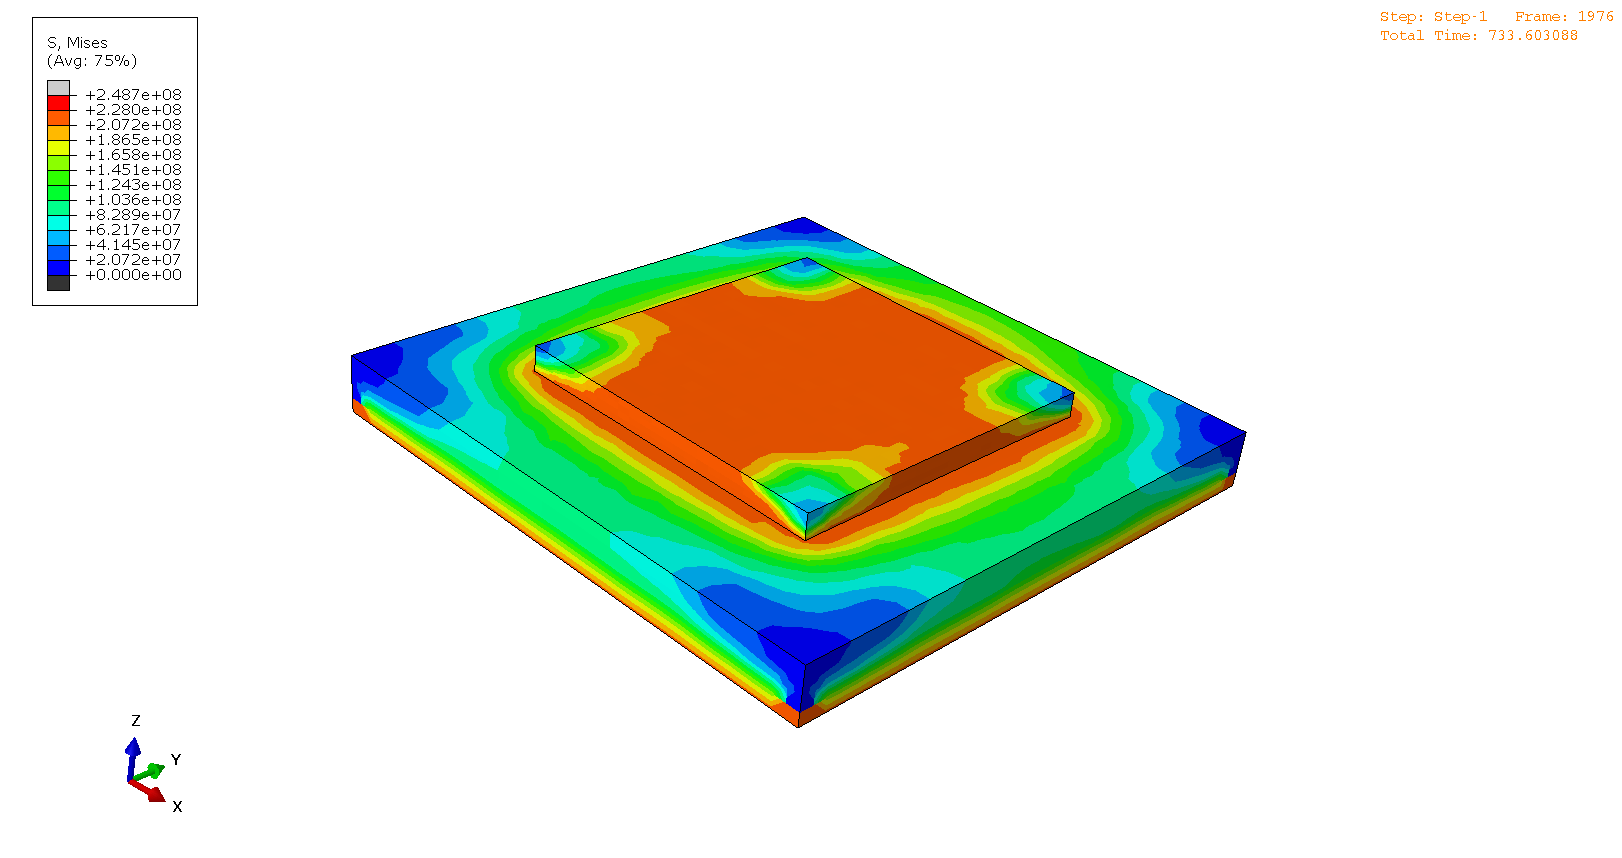 S, Mises
(Avg: 75%)
+2.487e+08
+2.280e+08
+2.072e+08
+1.865e+08
+1.658e+08
+1.451e+08
+1.243e+08
+1.036e+08
+8.289e+07
+6.217e+07
+4.145e+07
+2.072e+07
+0.000e+00
Step: Step-1 Frame: 1976
Total Time: 733.603088
Z
Y
X